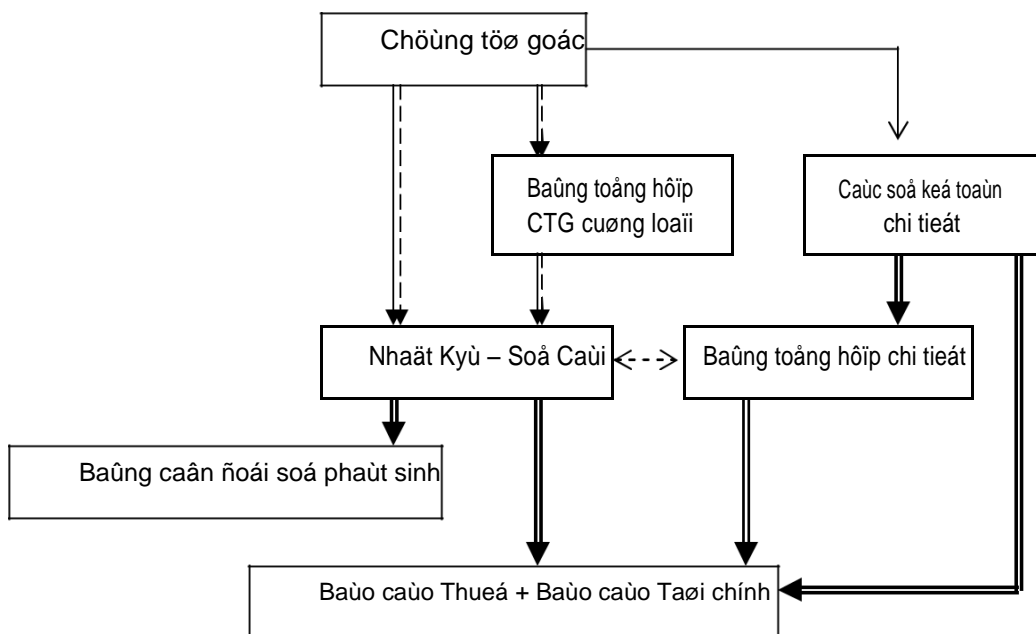 Chöùng töø goác
Baûng toång hôïp
CTG cuøng loaïi
Caùc soå keá toaùn
chi tieát
Nhaät Kyù – Soå Caùi
Baûng toång hôïp chi tieát
Baûng caân ñoái soá phaùt sinh
Baùo caùo Thueá + Baùo caùo Taøi chính